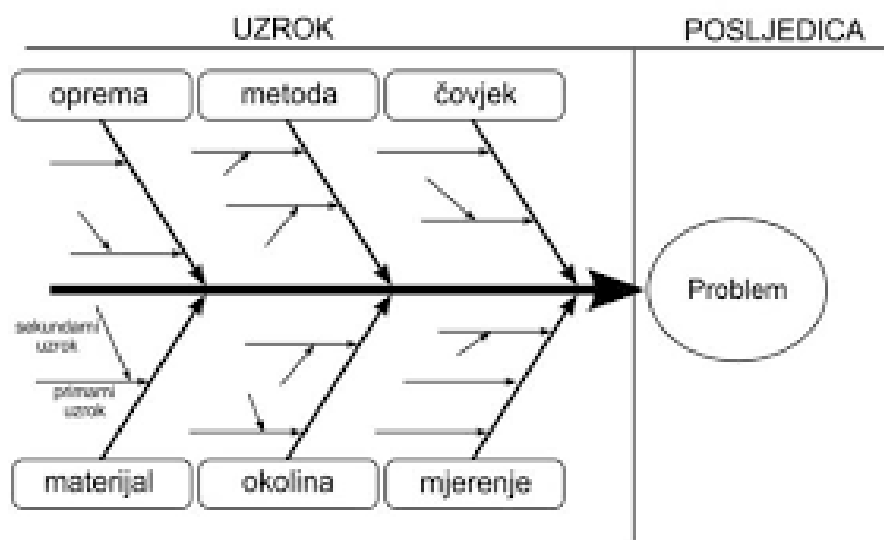 UZROK
POSLJEDICA
oprema
metoda
čovjek
Problem
sekundarni
uzrok
primarni
uzrok
materijal
okolina
mjerenje